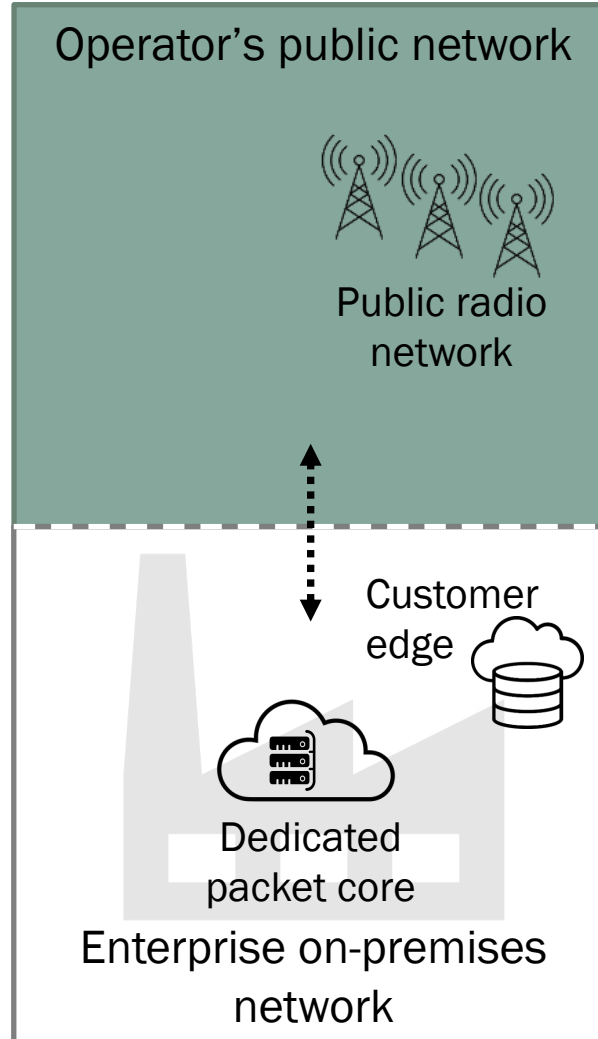 Operator’s public network
Public radio
network
Customer
edge
Dedicated
packet core
Enterprise on-premises
network